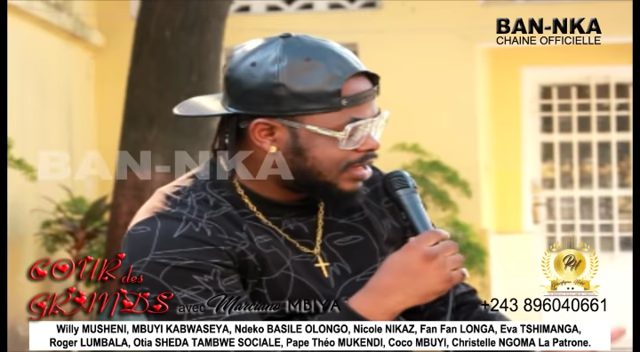 BAN-NKA
CHAINE OFFICIELLE
BAN-NKA
COUR des
GRANDS avec Marciano MBIYA
+243 896040661
Willy MUSHENI, MBUYI KABWASEYA, Ndeko BASILE OLONGO, Nicole NIKAZ, Fan Fan LONGA, Eva TSHIMANGA,
Roger LUMBALA, Otia SHEDA TAMBWE SOCIALE, Pape Théo MUKENDI, Coco MBUYI, Christelle NGOMA La Patrone.